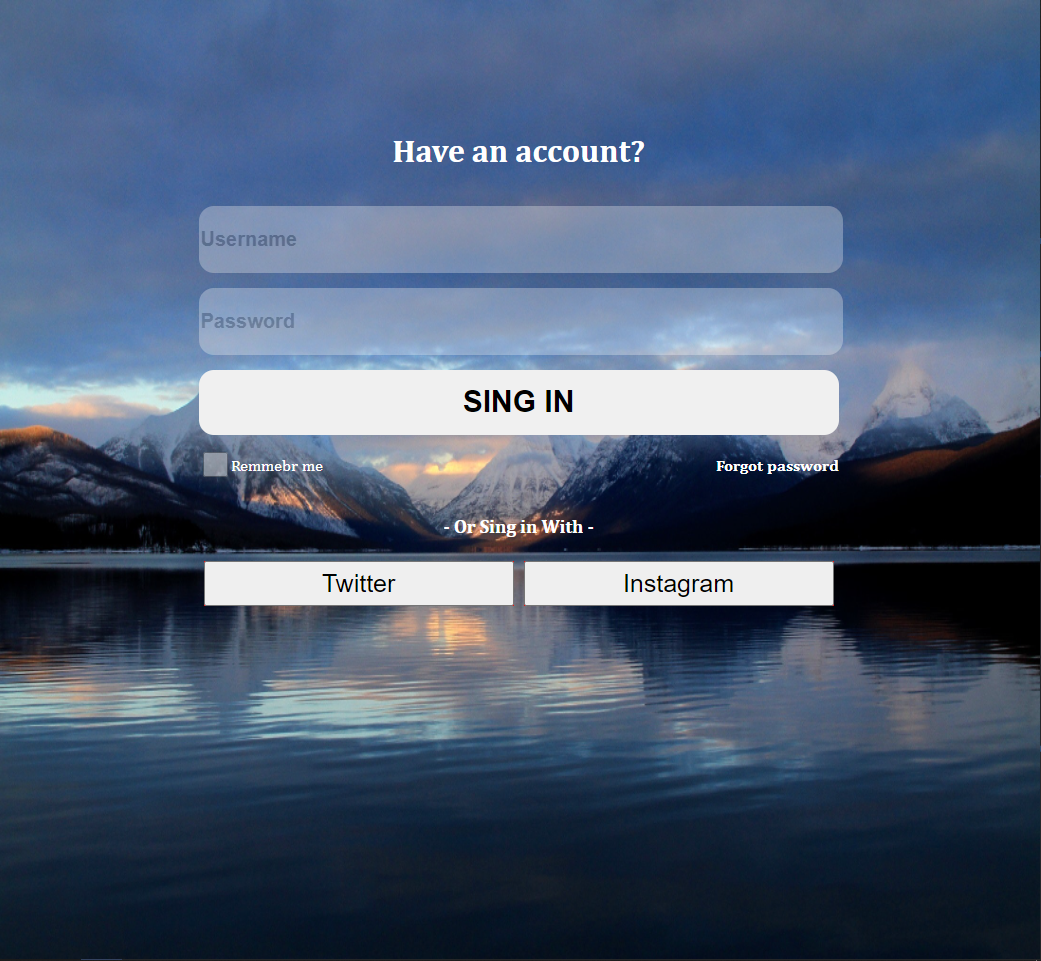 Have an account?
Username
Password
SING IN
Remmebr me Forgot password
- Or Sing in With -
Twitter Instagram